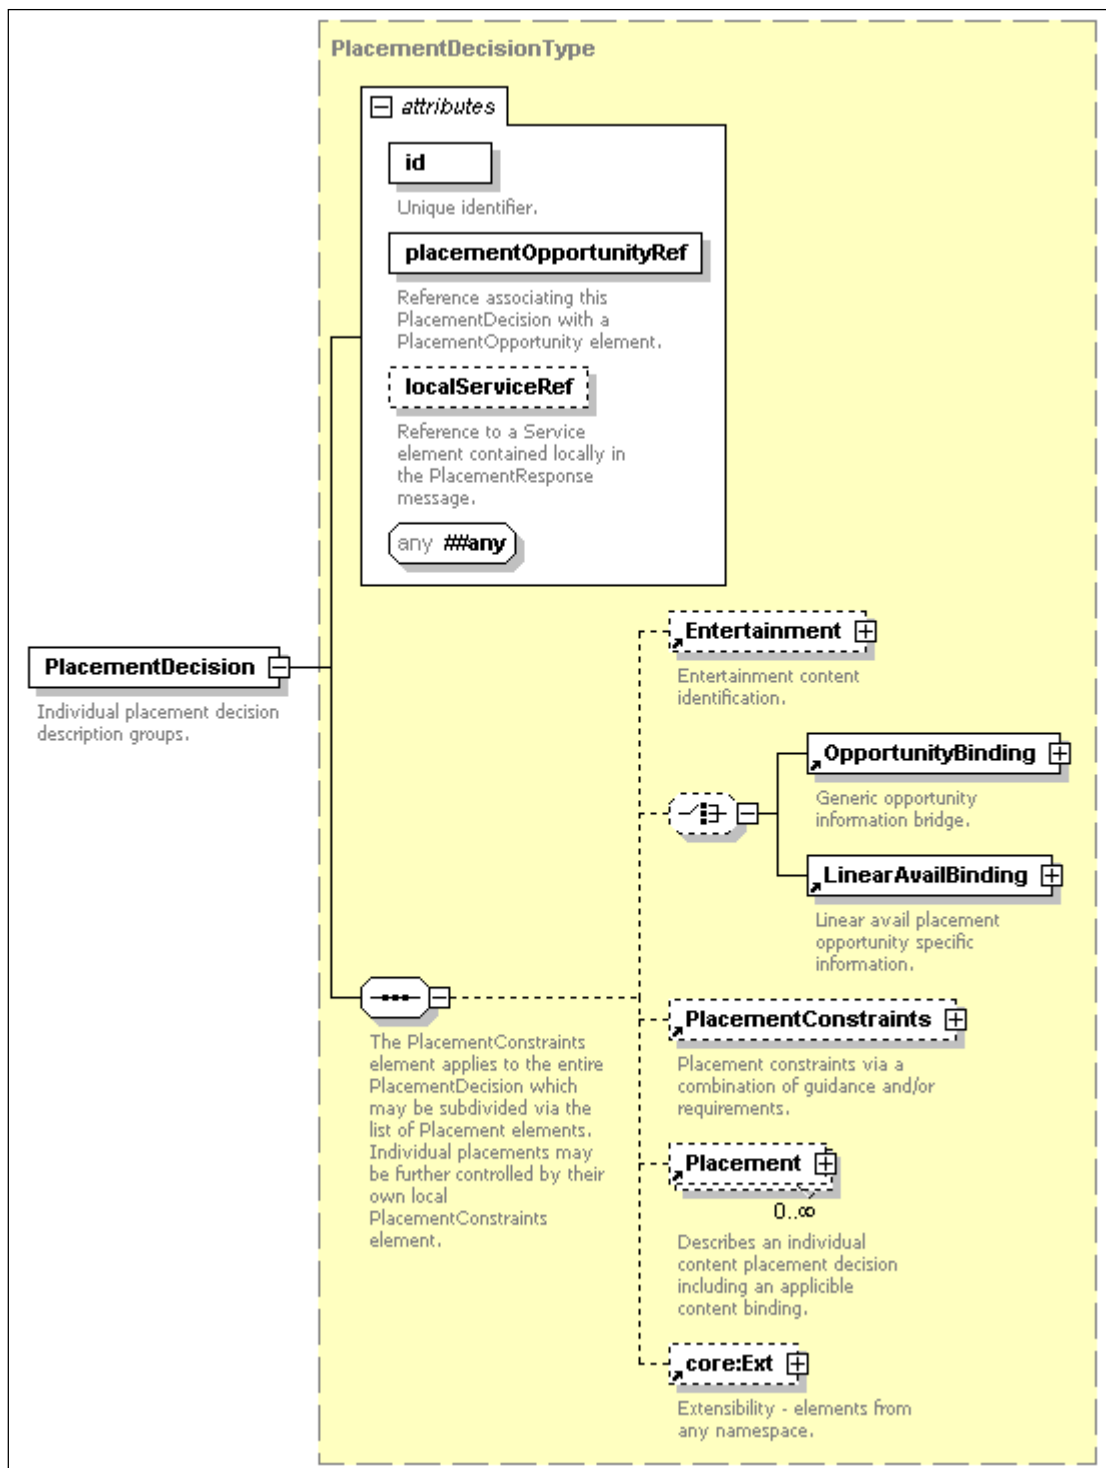 PlacementDecisionType
attributes
id
Unique identifier.
placementOpportunityRef
Reference associating this
PlacementDecision with a
PlacementOpportunity element.
localServiceRef
Reference to a Service
element contained locally in
the PlacementResponse
message.
any ##any
PlacementDecision
Individual placement decision
description groups.
Entertainment
Entertainment content
identification.
OpportunityBinding
Generic opportunity
information bridge.
LinearAvailBinding
Linear avail placement
opportunity specific
information.
The PlacementConstraints
element applies to the entire
PlacementDecision which
may be subdivided via the
list of Placement elements.
Individual placements may
be further controlled by their
own local
PlacementConstraints
element.
PlacementConstraints
Placement constraints via a
combination of guidance and/or
requirements.
Placement
0..∞
Describes an individual
content placement decision
including an applicible
content binding.
core:Ext
Extensibility - elements from
any namespace.